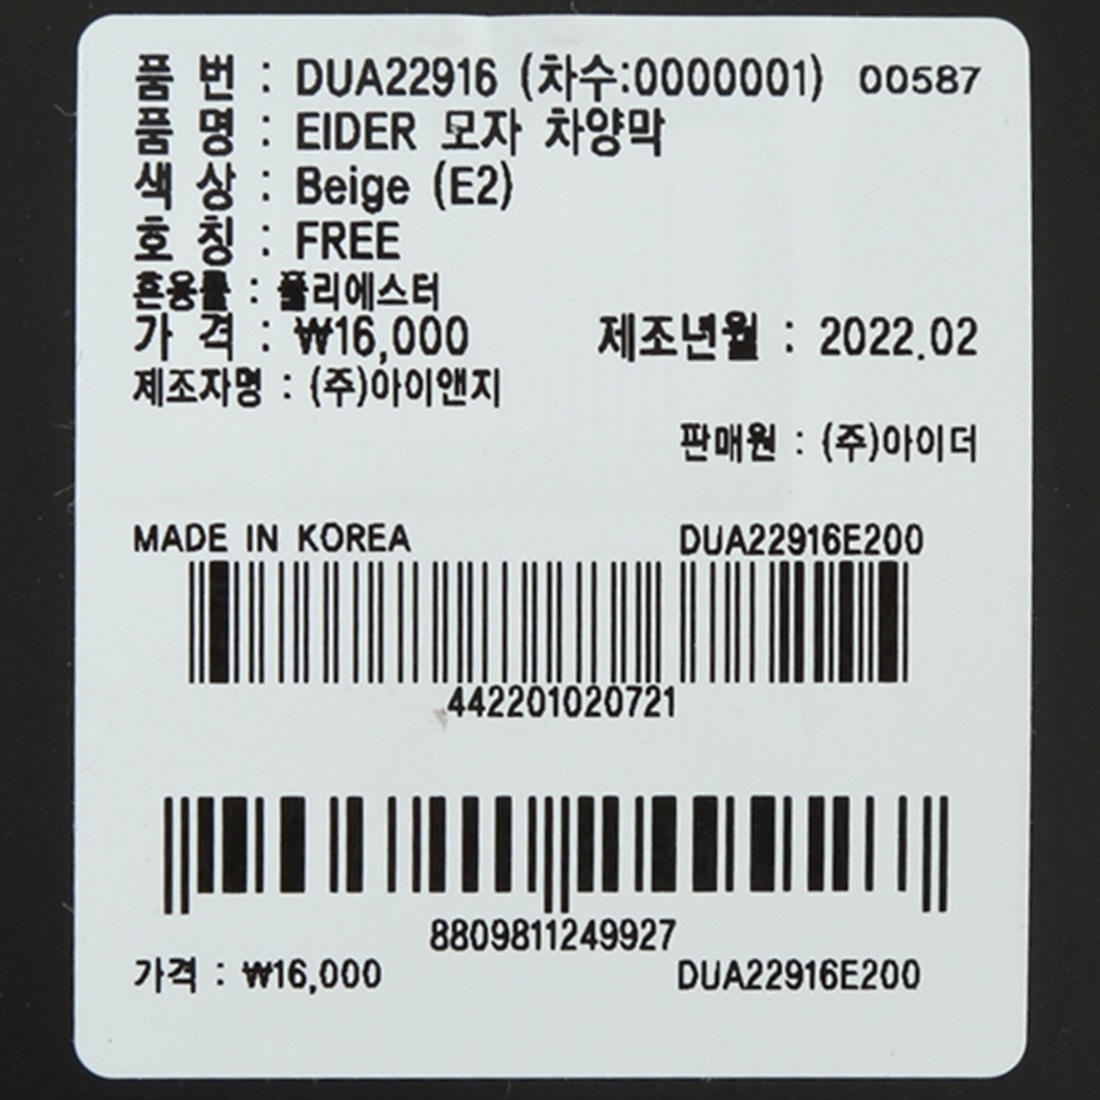 품 번 : DUA22916 (차수:0000001) 00587
품 명 : EIDER 모자 차양막
색 상 : Beige (E2)
호 칭 : FREE
혼용률 : 폴리에스터
가 격 : ₩16,000 제조년월 : 2022.02
제조자명 : (주)아이앤지
판매원 : (주)아이더
MADE IN KOREA DUA22916E200
442201020721
8809811249927
가격 : ₩16,000 DUA22916E200